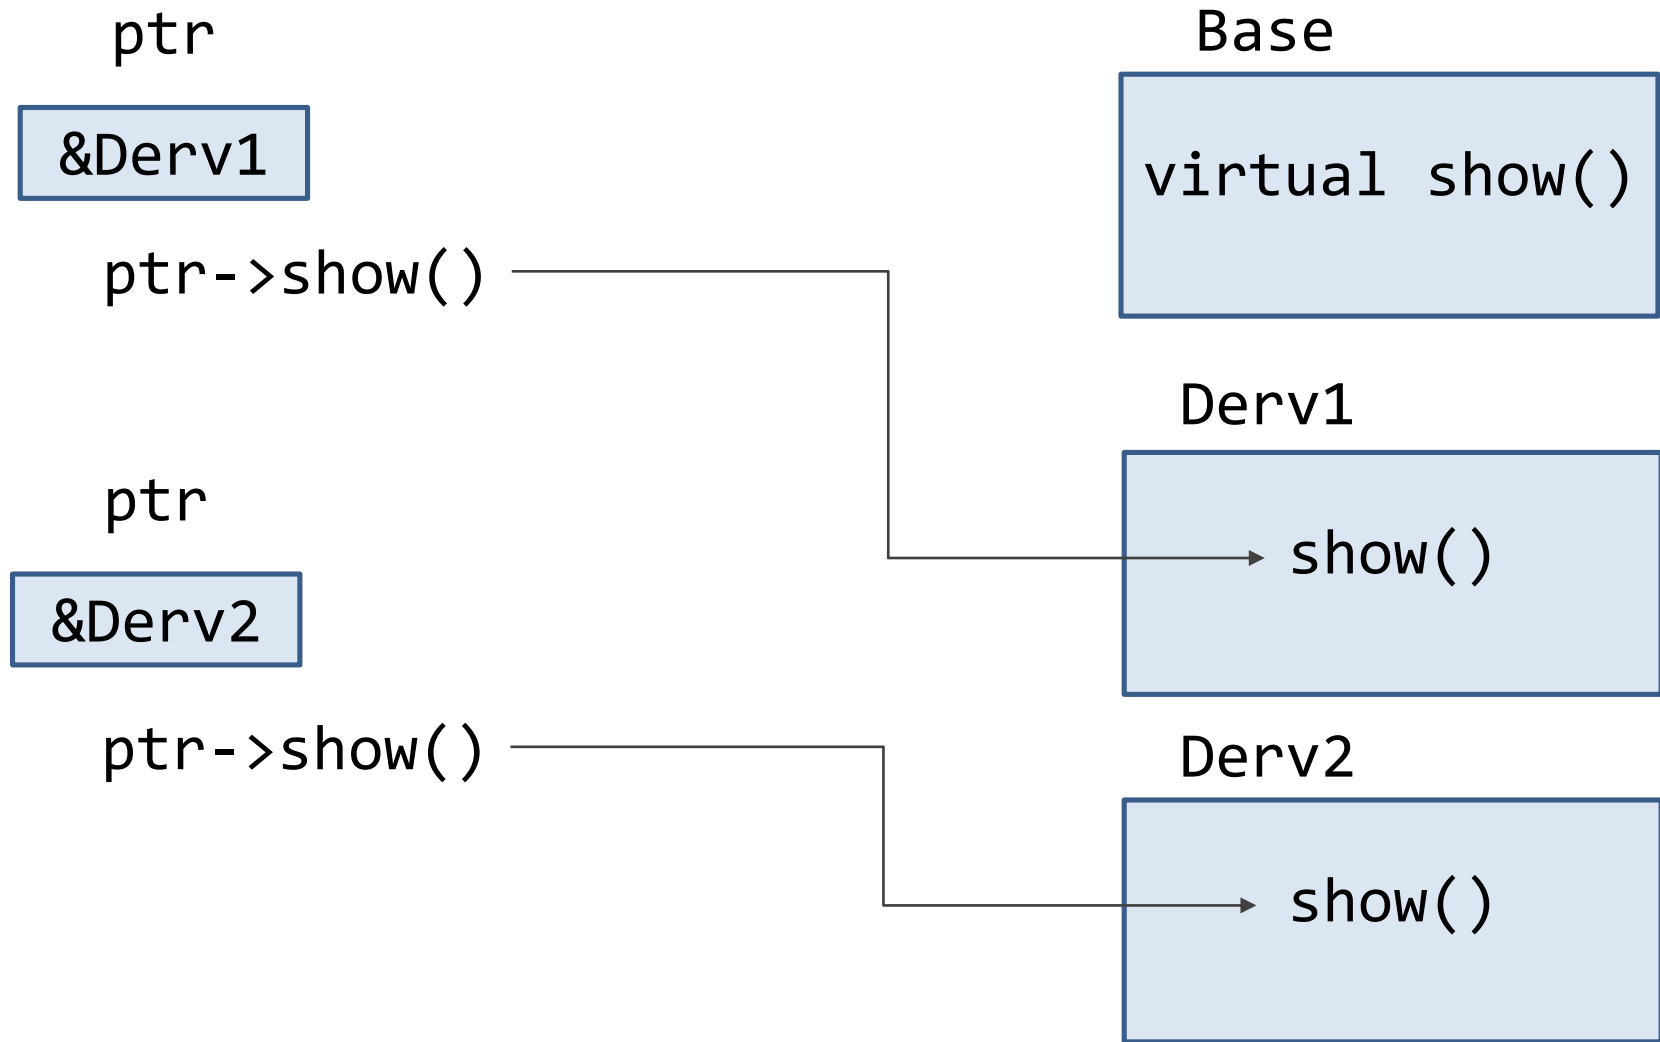 ptr
&Derv1
ptr->show()
ptr
&Derv2
ptr->show()
Base
virtual show()
Derv1
show()
Derv2
show()